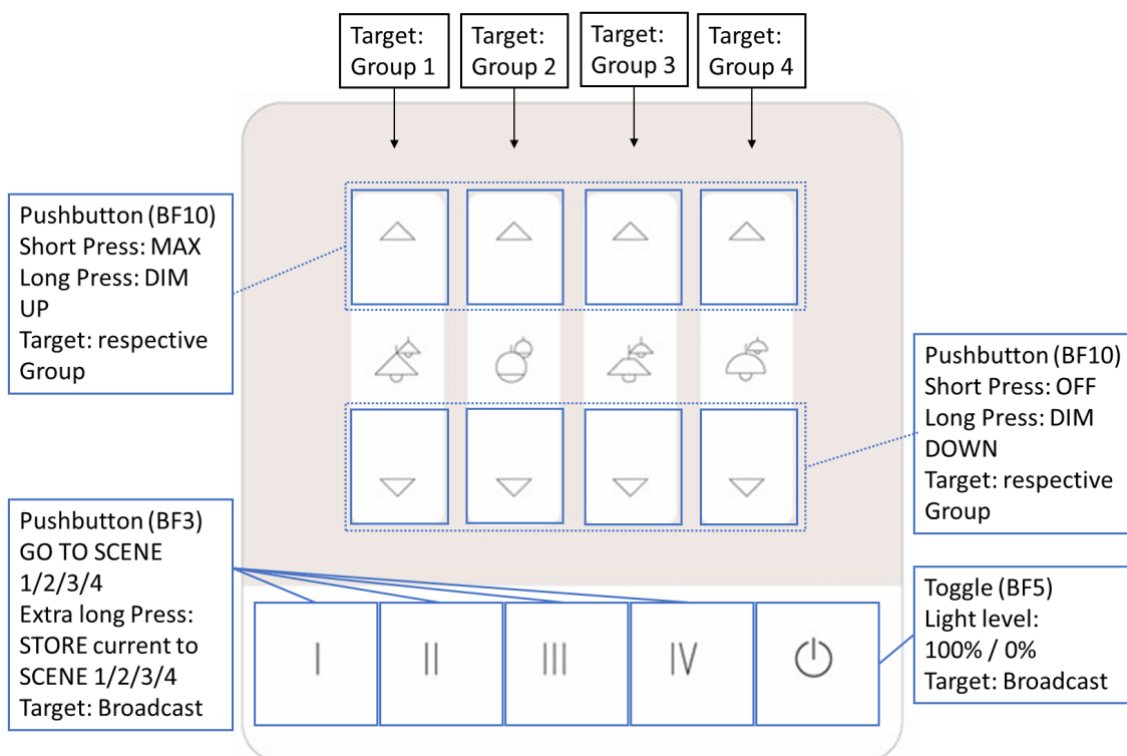 Target:
Group 1
Target:
Group 2
Target:
Group 3
Target:
Group 4
Pushbutton (BF10)
Short Press: MAX
Long Press: DIM
UP
Target: respective
Group
Pushbutton (BF10)
Short Press: OFF
Long Press: DIM
DOWN
Target: respective
Group
Pushbutton (BF3)
GO TO SCENE
1/2/3/4
Extra long Press:
STORE current to
SCENE 1/2/3/4
Target: Broadcast
I II III IV
Toggle (BF5)
Light level:
100% / 0%
Target: Broadcast